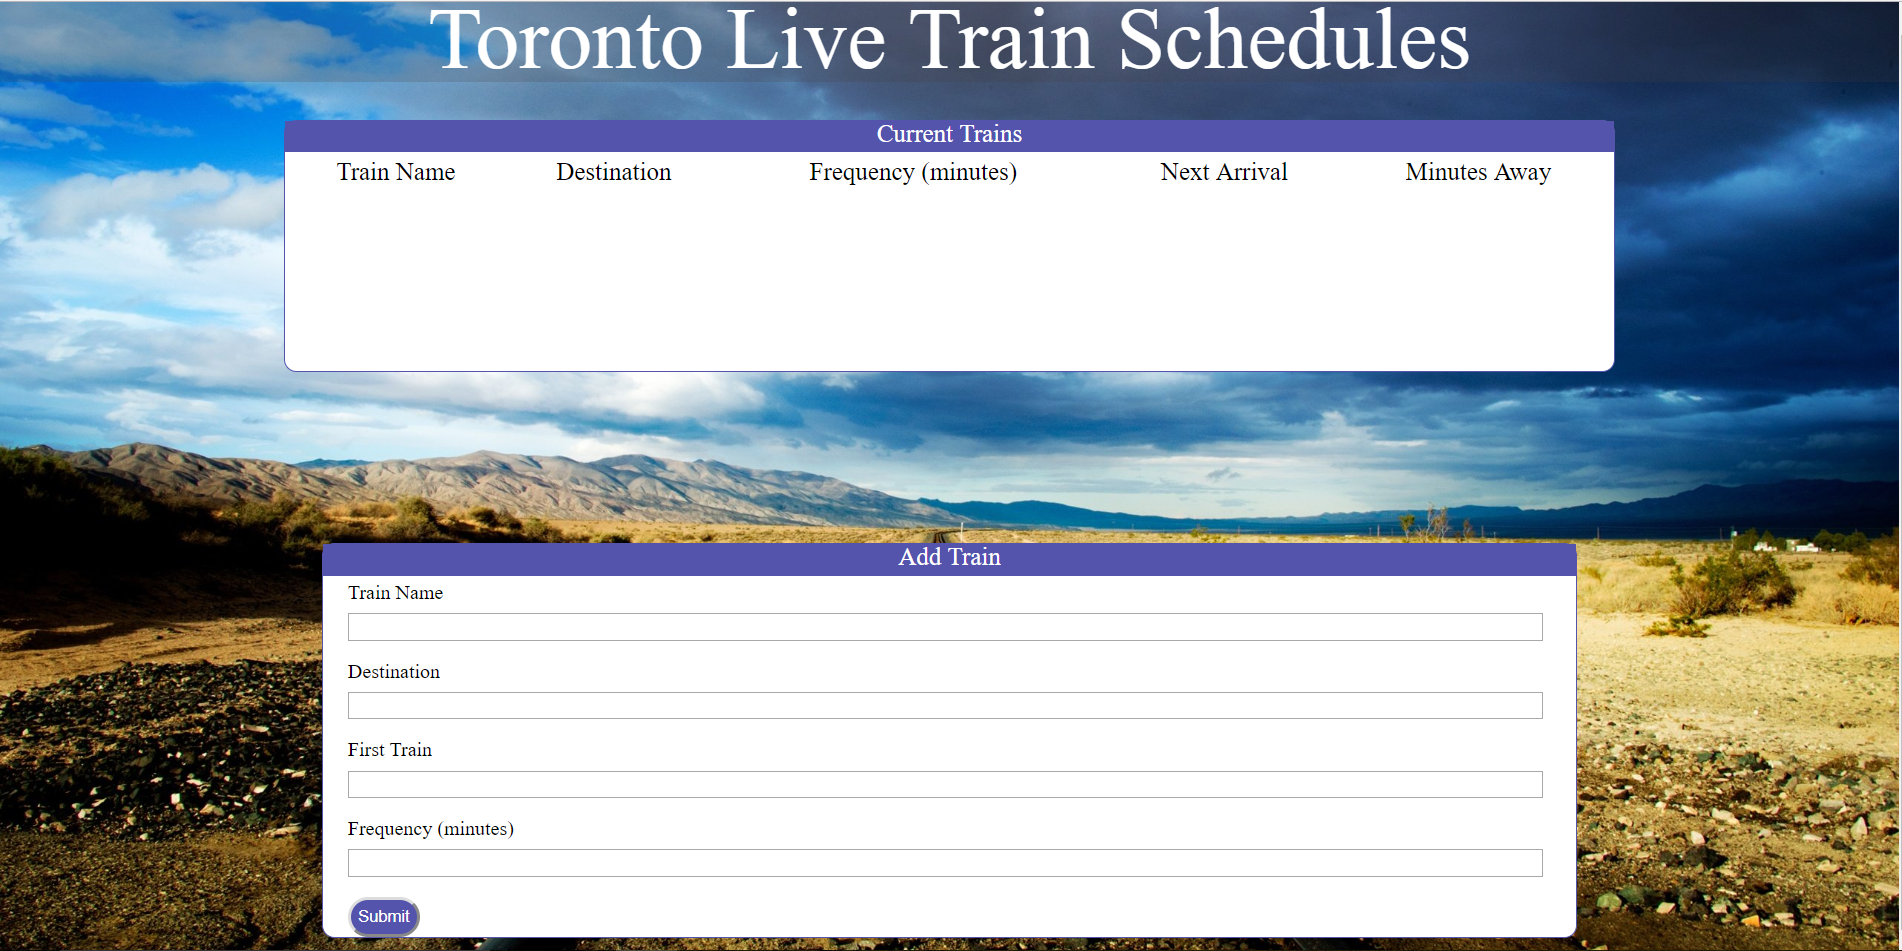 Toronto Live Train Schedules
Current Trains
Train Name Destination Frequency (minutes) Next Arrival Minutes Away
Add Train
Train Name
Destination
First Train
Frequency (minutes)
Submit